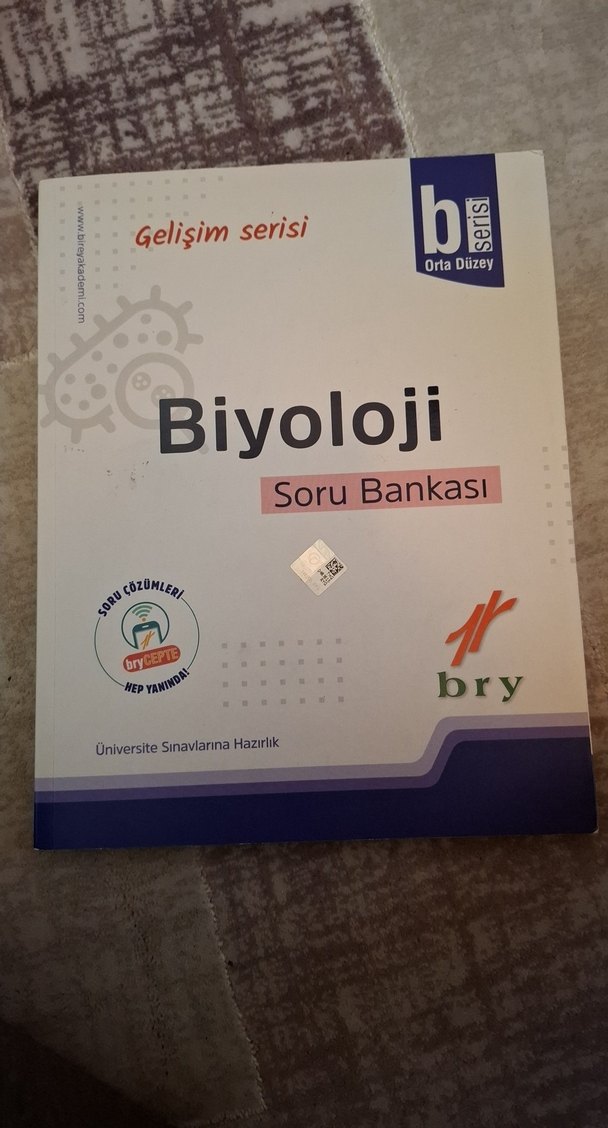 Gelişim serisi
b serisi
Orta Düzey
www.bireyakademi.com
Biyoloji
Soru Bankası
SORU ÇÖZÜMLERİ
bryCEPTE
HEP YANINDA!
bry
Üniversite Sınavlarına Hazırlık